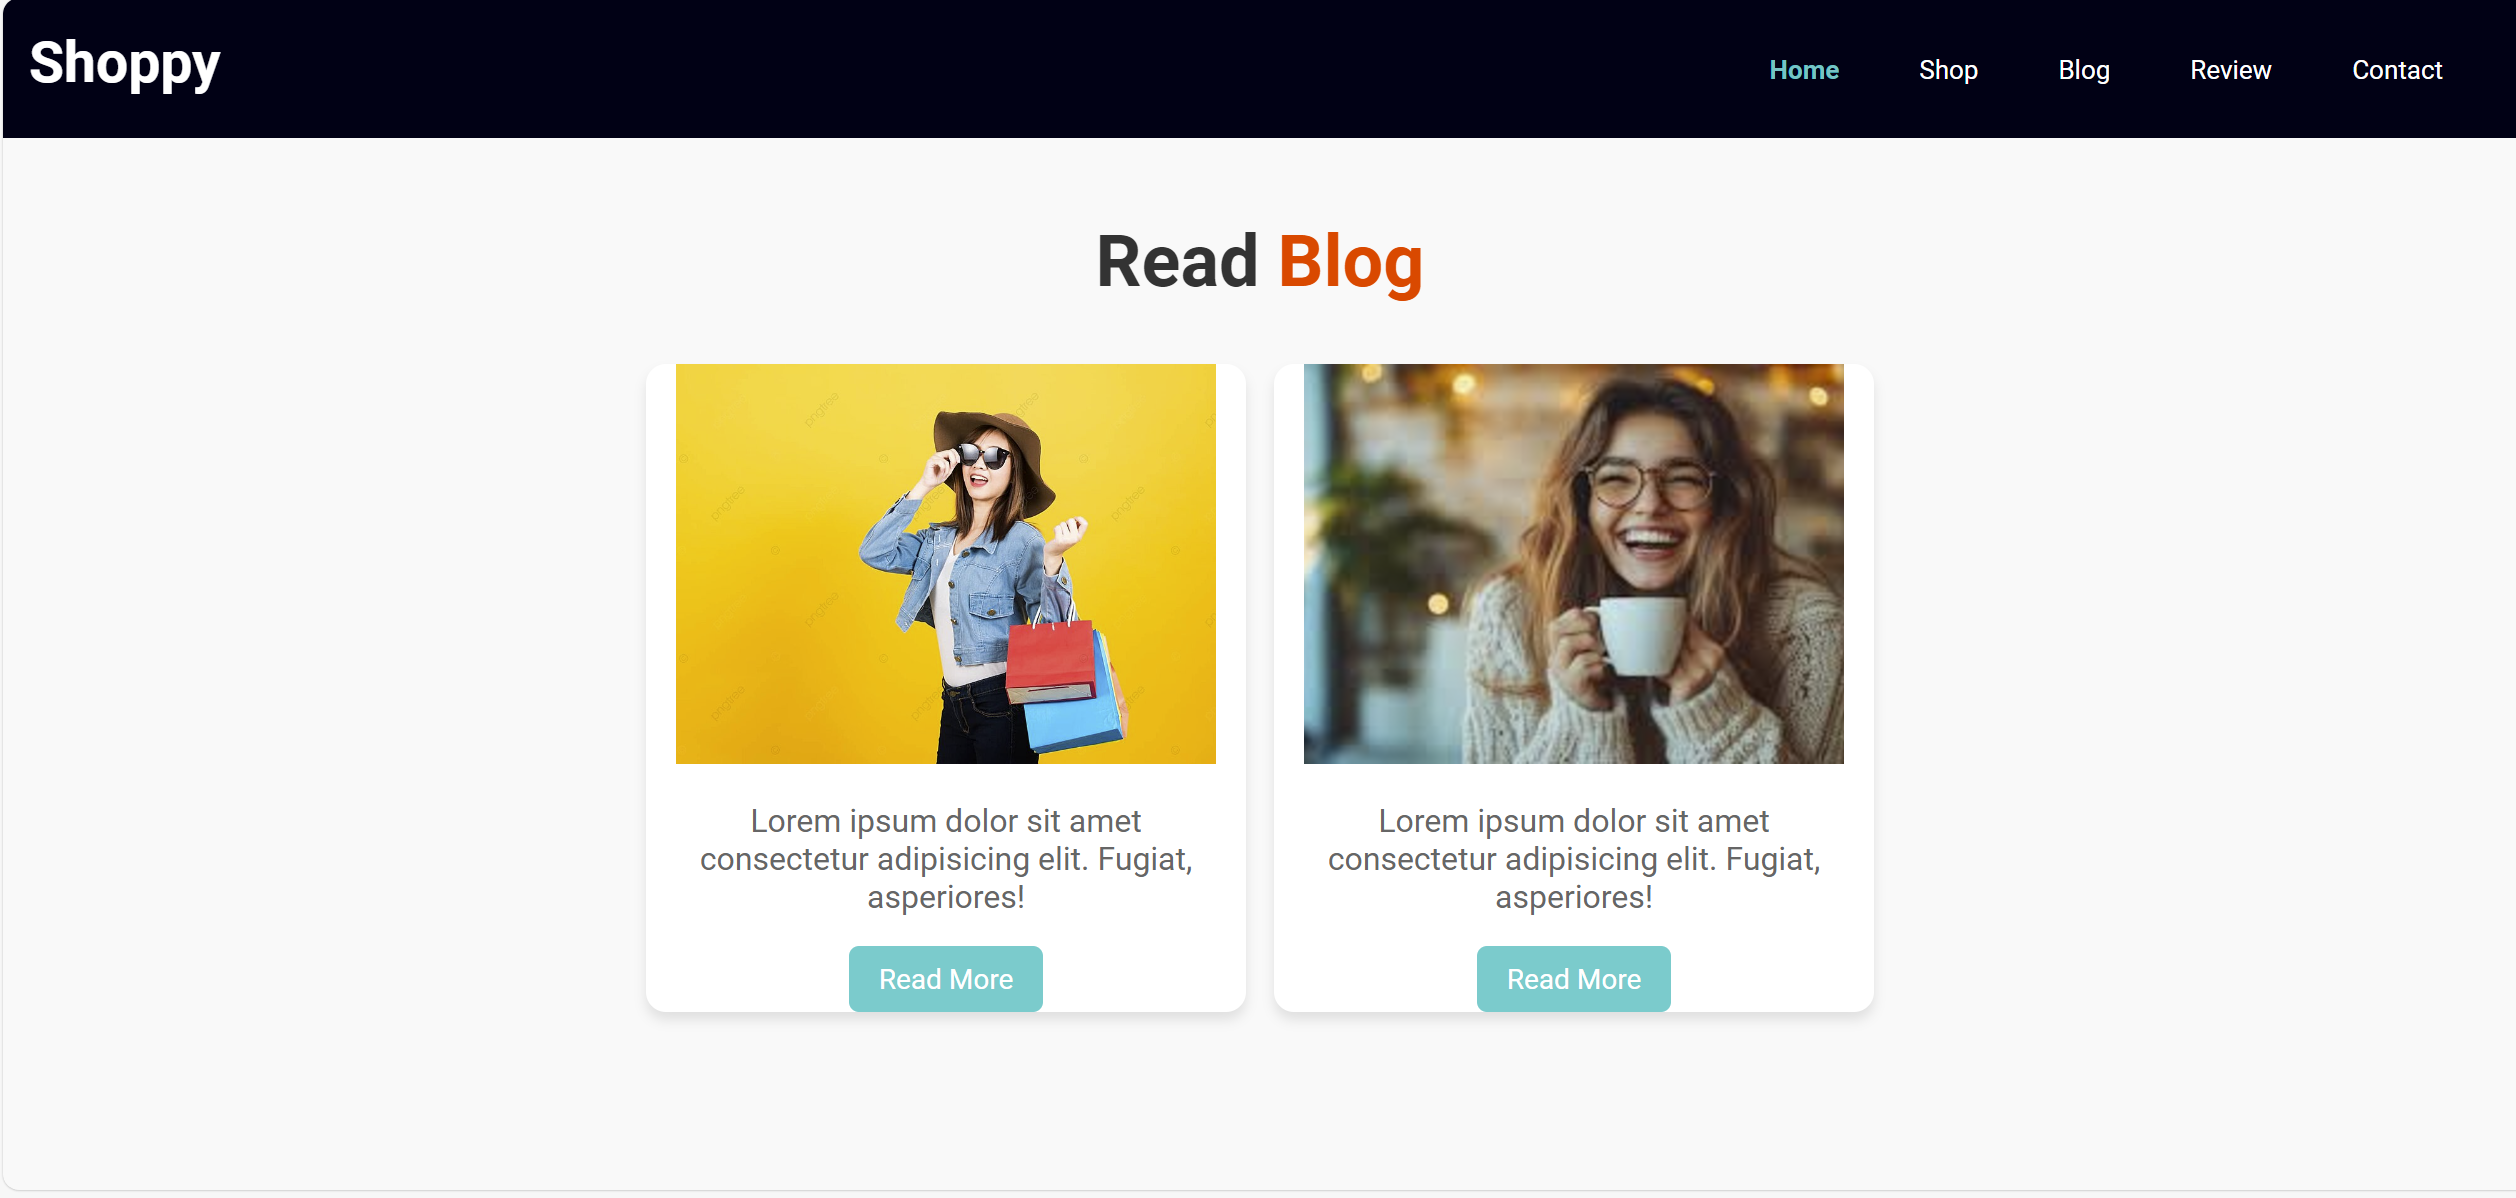 Shoppy
Home Shop Blog Review Contact
Read Blog
Lorem ipsum dolor sit amet
consectetur adipisicing elit. Fugiat,
asperiores!
Read More
Lorem ipsum dolor sit amet
consectetur adipisicing elit. Fugiat,
asperiores!
Read More
pngtree